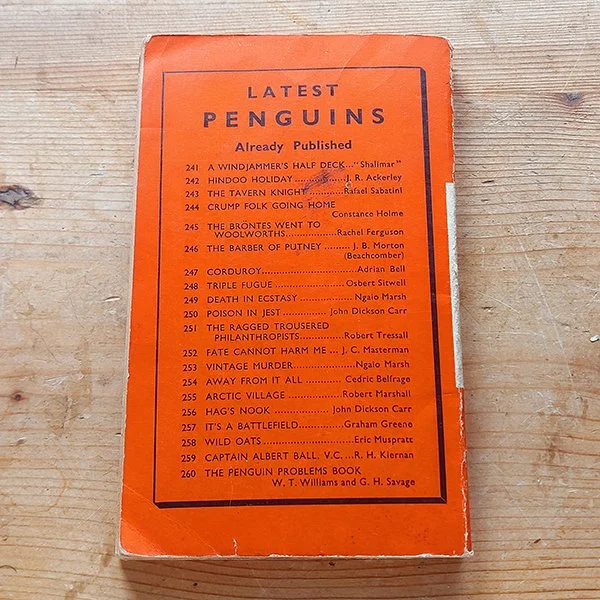 LATEST
PENGUINS
Already Published
241 A WINDJAMMER'S HALF DECK..."Shalimar"
242 HINDOO HOLIDAY ................J. R. Ackerley
243 THE TAVERN KNIGHT ............Rafael Sabatini
244 CRUMP FOLK GOING HOME
Constance Holme
245 THE BRONTES WENT TO
WOOLWORTHS..................Rachel Ferguson
246 THE BARBER OF PUTNEY ......... J. B. Morton
(Beachcomber)
247 CORDUROY........................... Adrian Bell
248 TRIPLE FUGUE ..................... Osbert Sitwell
249 DEATH IN ECSTASY ................. Ngaio Marsh
250 POISON IN JEST ............... John Dickson Carr
251 THE RAGGED TROUSERED
PHILANTHROPISTS...............Robert Tressall
252 FATE CANNOT HARM ME ... J. C. Masterman
253 VINTAGE MURDER...................Ngaio Marsh
254 AWAY FROM IT ALL ............ Cedric Belfrage
255 ARCTIC VILLAGE ................ Robert Marshall
256 HAG'S NOOK ..................... John Dickson Carr
257 IT'S A BATTLEFIELD...............Graham Greene
258 WILD OATS..........................Eric Muspratt
259 CAPTAIN ALBERT BALL, V.C. ...R. H. Kiernan
260 THE PENGUIN PROBLEMS BOOK
W. T. Williams and G. H. Savage